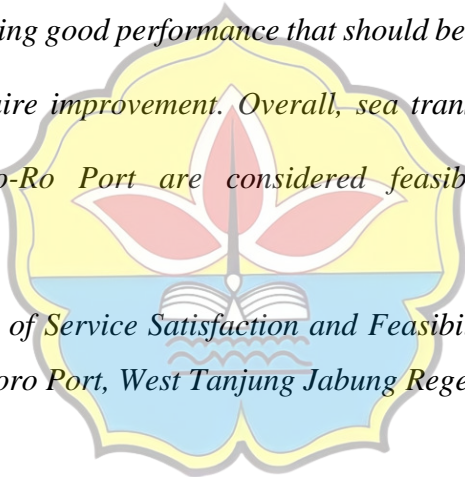 ing good performance that should be
ire improvement. Overall, sea tran
o-Ro Port are considered feasib
of Service Satisfaction and Feasibi
oro Port, West Tanjung Jabung Rege